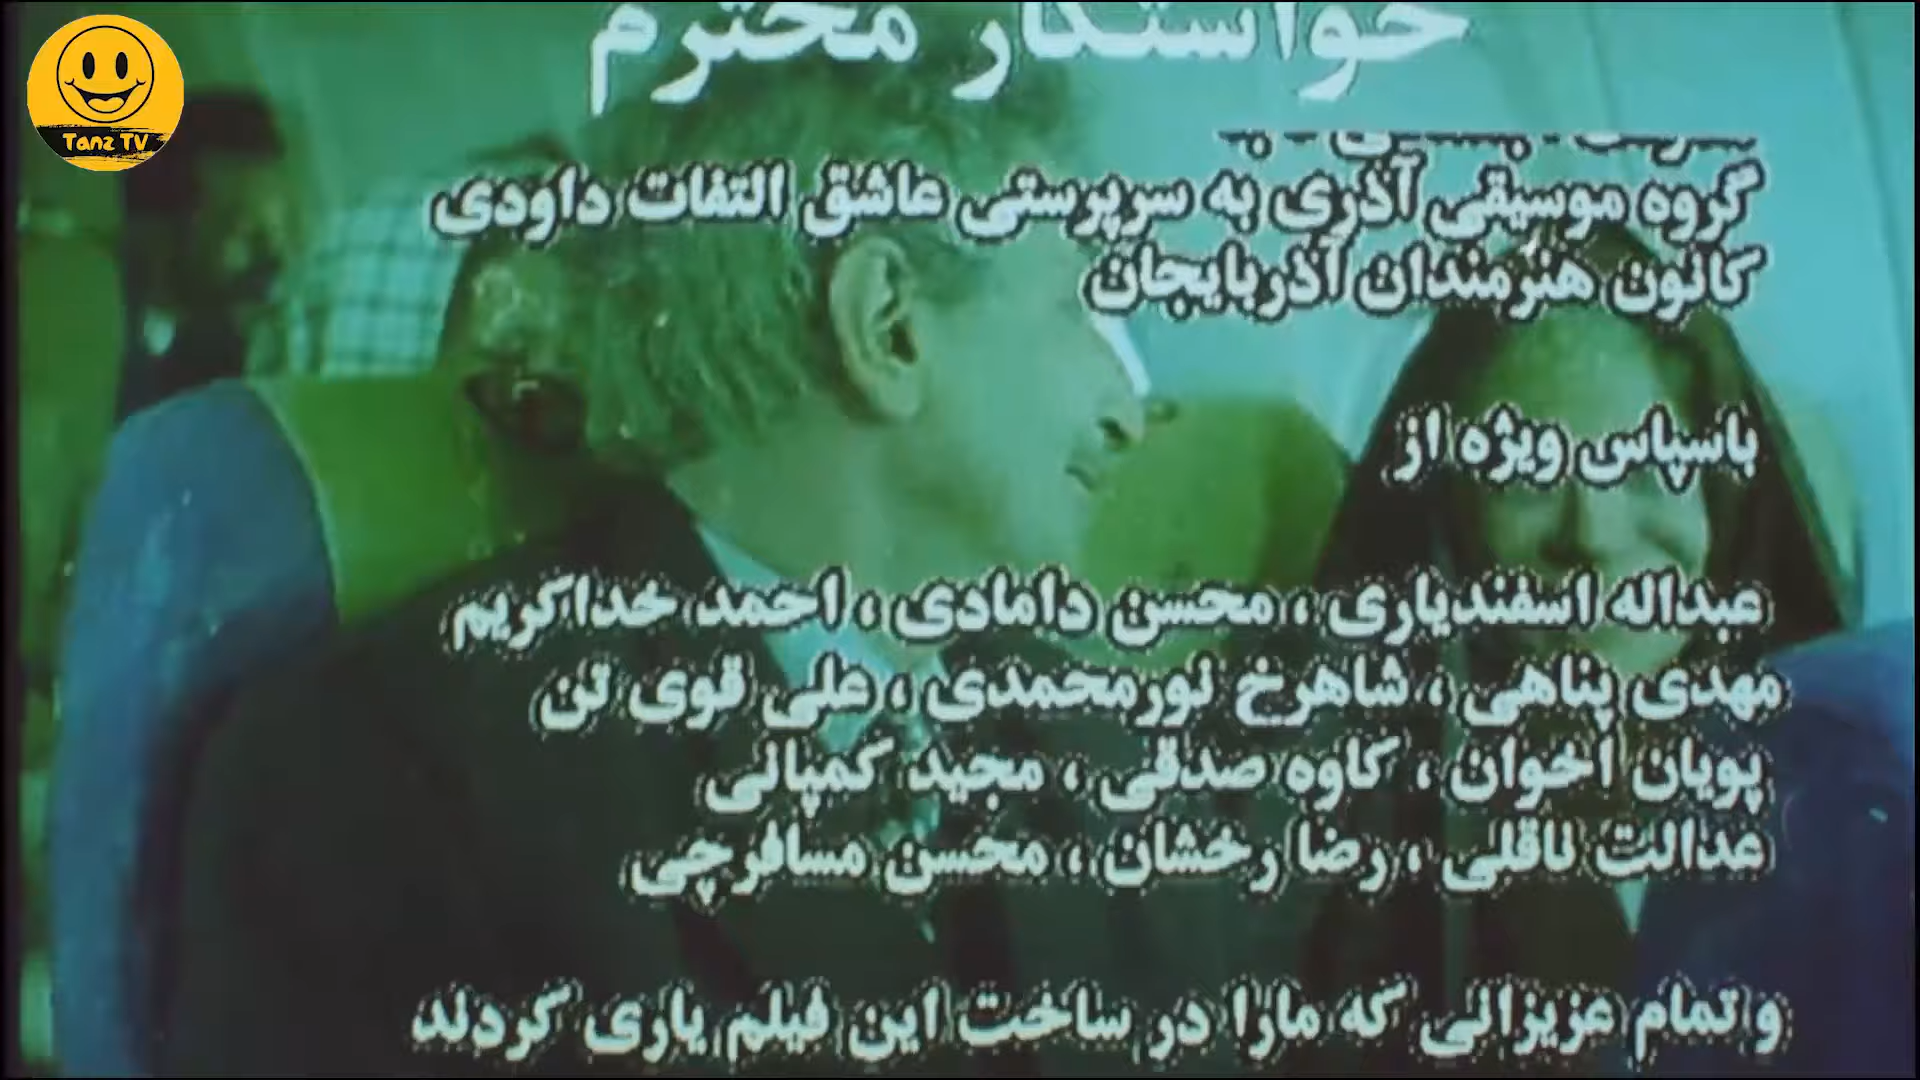 Tanz TV
خواستگار محترم
گروه موسیقی آذری به سرپرستی عاشق التفات داودی
کانون هنرمندان آذربایجان
باسپاس ویژه از
عبداله اسفندیاری ، محسن دامادی ، احمد خداکریم
مهدی پناهی ، شاهرخ نورمحمدی ، علی قوی تن
پویان اخوان ، کاوه صدقی ، مجید کمپانی
عدالت ناقلی ، رضا رخشان ، محسن مسافرچی
و تمام عزیزانی که مارا در ساخت این فیلم یاری کردند